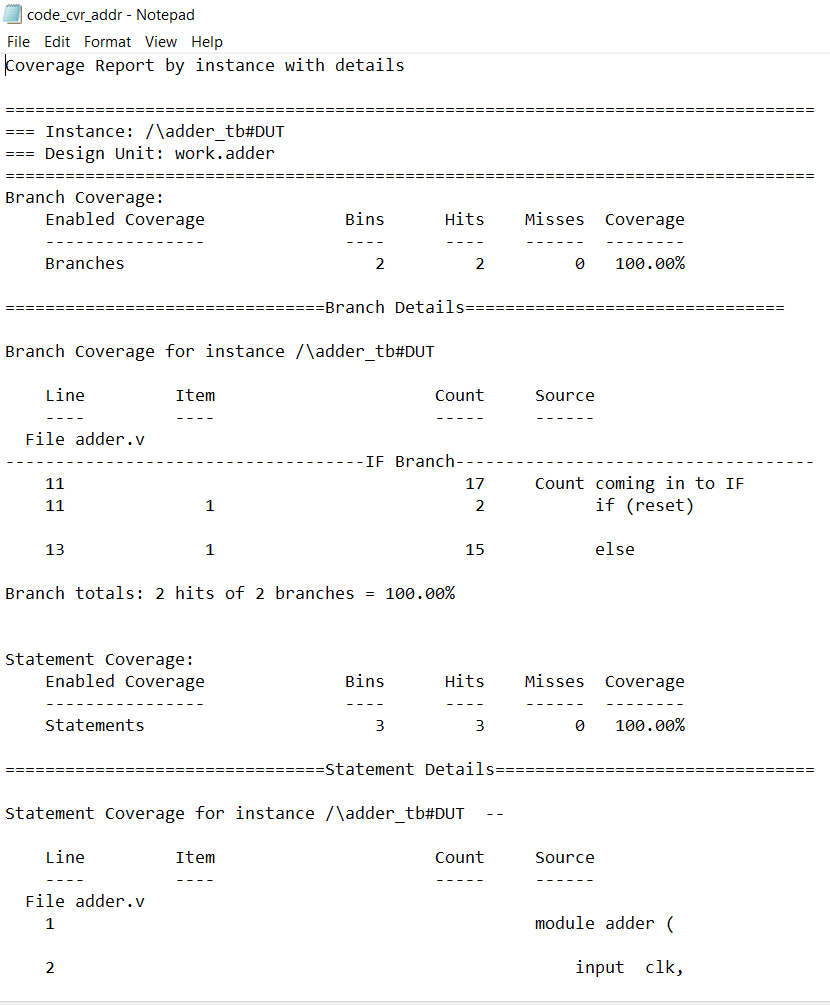 code_cvr_addr - Notepad
File Edit Format View Help
Coverage Report by instance with details
=================================================================================
=== Instance: /\adder_tb#DUT
=== Design Unit: work.adder
=================================================================================
Branch Coverage:
    Enabled Coverage              Bins      Hits    Misses  Coverage
    ----------------              ----      ----    ------  --------
    Branches                         2         2         0   100.00%
================================Branch Details================================
Branch Coverage for instance /\adder_tb#DUT
    Line         Item                      Count     Source
    ----         ----                      -----     ------
  File adder.v
------------------------------------IF Branch------------------------------------
    11                                        17     Count coming in to IF
    11              1                          2           if (reset)
    13              1                         15           else
Branch totals: 2 hits of 2 branches = 100.00%
Statement Coverage:
    Enabled Coverage              Bins      Hits    Misses  Coverage
    ----------------              ----      ----    ------  --------
    Statements                       3         3         0   100.00%
================================Statement Details================================
Statement Coverage for instance /\adder_tb#DUT  --
    Line         Item                      Count     Source
    ----         ----                      -----     ------
  File adder.v
    1                                                module adder (
    2                                                    input  clk,